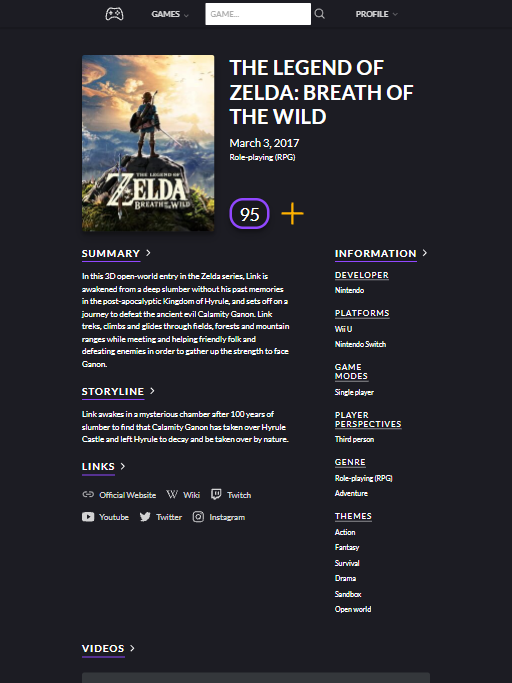 GAMES
GAME...
PROFILE
THE LEGEND OF
ZELDA
BREATH OF THE WILD
THE LEGEND OF
ZELDA: BREATH OF
THE WILD
March 3, 2017
Role-playing (RPG)
95
SUMMARY
In this 3D open-world entry in the Zelda series, Link is
awakened from a deep slumber without his past memories
in the post-apocalyptic Kingdom of Hyrule, and sets off on a
journey to defeat the ancient evil Calamity Ganon. Link
treks, climbs and glides through fields, forests and mountain
ranges while meeting and helping friendly folk and
defeating enemies in order to gather up the strength to face
Ganon.
STORYLINE
Link awakes in a mysterious chamber after 100 years of
slumber to find that Calamity Ganon has taken over Hyrule
Castle and left Hyrule to decay and be taken over by nature.
LINKS
Official Website
Wiki
Twitch
Youtube
Twitter
Instagram
INFORMATION
DEVELOPER
Nintendo
PLATFORMS
Wii U
Nintendo Switch
GAME
MODES
Single player
PLAYER
PERSPECTIVES
Third person
GENRE
Role-playing (RPG)
Adventure
THEMES
Action
Fantasy
Survival
Drama
Sandbox
Open world
VIDEOS